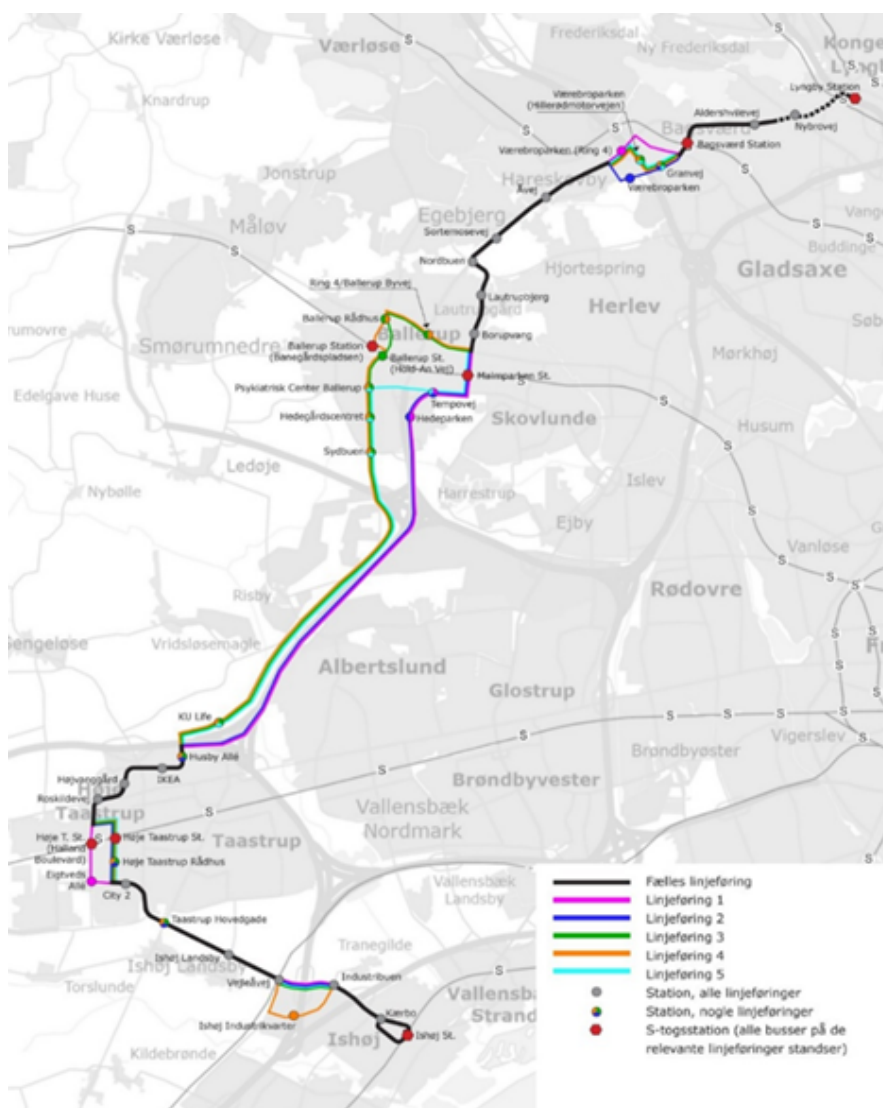 Kirke Værløse
Værløse
Frederiksdal
Ny Frederiksdal
Lyngby Station
Knardrup
Værebroparken
(Hillerødmotorvejen)
Aldershvilevej
Bagsværd
Nybrovej
Værebroparken (Ring 4)
Bagsværd Station
Granvej
Jonstrup
Hareskovby
Værebroparken
Åvej
Måløv
Egebjerg
Sortemosevej
Buddinge
Nordbuen
Hjortespring
Gladsaxe
Ring 4/Ballerup Byvej
Lautrupbjerg
Herlev
Ballerup Rådhus
Ballerup
Borupvang
Smørumnedre
Ballerup Station
(Banegårdspladsen)
Ballerup St.
(Hold-An Vej)
Mørkhøj
Malmparken St.
Edelgave Huse
Psykiatrisk Center Ballerup
Tempovej
Skovlunde
Hedegårdscentret
Hedeparken
Husum
Sydbuen
Ledøje
Islev
Nybølle
Harrestrup
Ejby
Vanløse
Risby
Rødovre
Vridsløsemagle
Albertslund
Glostrup
KU Life
Vigerslev
Husby Allé
Brøndbyøster
Højvanggård
IKEA
Brøndbyvester
Roskildevej
Taastrup
Vallensbæk
Nordmark
Høje T. St.
(Halland
Boulevard)
Høje Taastrup St.
Taastrup
Høje Taastrup Rådhus
Eigtveds
Allé
City 2
Vallensbæk
Landsby
Taastrup Hovedgade
Tranegilde
Ishøj Landsby
Ishøj Landsby
Torslunde
Vejleåvej
Industribuen
Kærbo
Vallensbæk
Strand
Ishøj Industrikvarter
Ishøj
Ishøj St.
Kildebrønde
Fælles linjeføring
Linjeføring 1
Linjeføring 2
Linjeføring 3
Linjeføring 4
Linjeføring 5
Station, alle linjeføringer
Station, nogle linjeføringer
S-togsstation (alle busser på de
relevante linjeføringer standser)